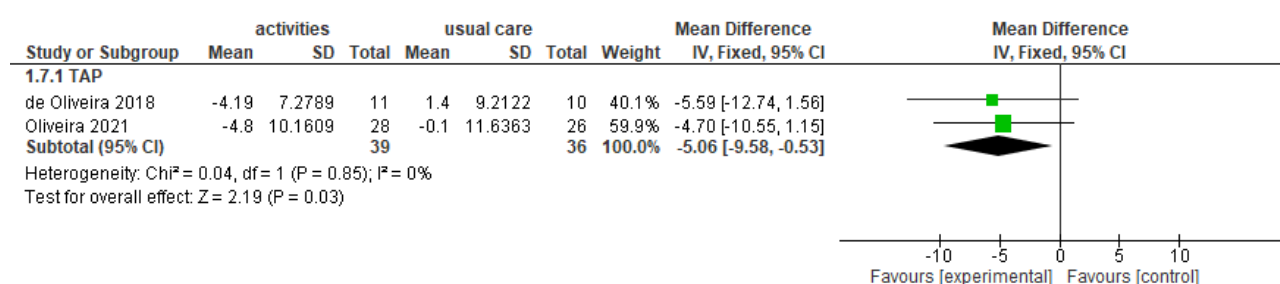 activities usual care Mean Difference Mean Difference
Study or Subgroup Mean SD Total Mean SD Total Weight IV, Fixed, 95% CI IV, Fixed, 95% CI
1.7.1 TAP
de Oliveira 2018 -4.19 7.2789 11 1.4 9.2122 10 40.1% -5.59 [-12.74, 1.56]
Oliveira 2021 -4.8 10.1609 28 -0.1 11.6363 26 59.9% -4.70 [-10.55, 1.15]
Subtotal (95% CI) 39 36 100.0% -5.06 [-9.58, -0.53]
Heterogeneity: Chi² = 0.04, df = 1 (P = 0.85); I² = 0%
Test for overall effect: Z = 2.19 (P = 0.03)
-10 -5 0 5 10
Favours [experimental] Favours [control]